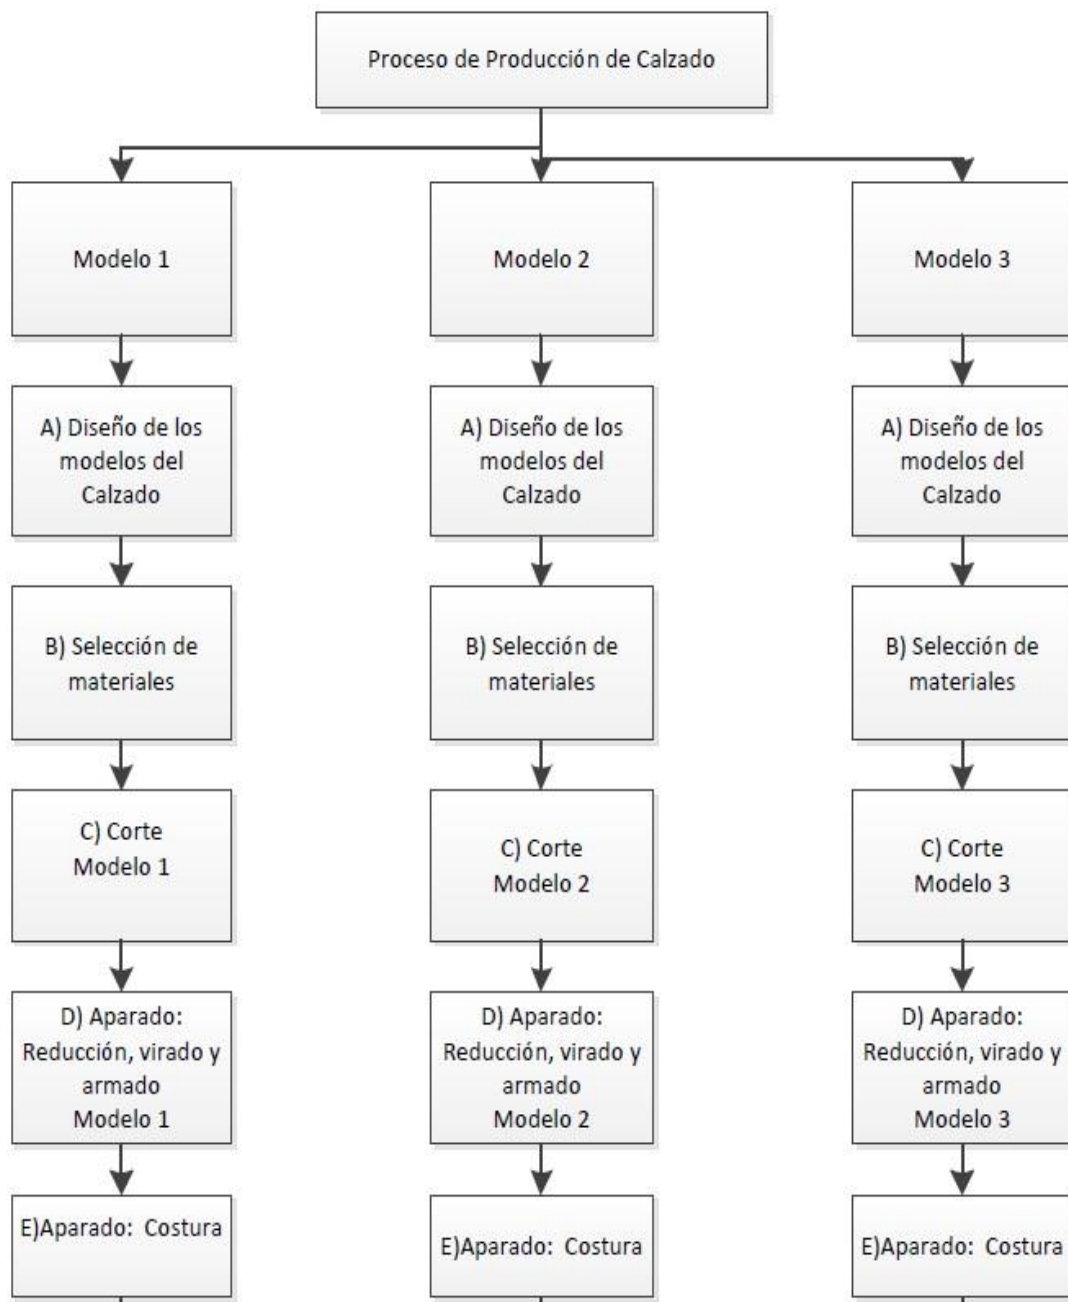 Proceso de Producción de Calzado
Modelo 1
Modelo 2
Modelo 3
A) Diseño de los
modelos del
Calzado
A) Diseño de los
modelos del
Calzado
A) Diseño de los
modelos del
Calzado
B) Selección de
materiales
B) Selección de
materiales
B) Selección de
materiales
C) Corte
Modelo 1
C) Corte
Modelo 2
C) Corte
Modelo 3
D) Aparado:
Reducción, virado y
armado
Modelo 1
D) Aparado:
Reducción, virado y
armado
Modelo 2
D) Aparado:
Reducción, virado y
armado
Modelo 3
E)Aparado: Costura
E)Aparado: Costura
E)Aparado: Costura